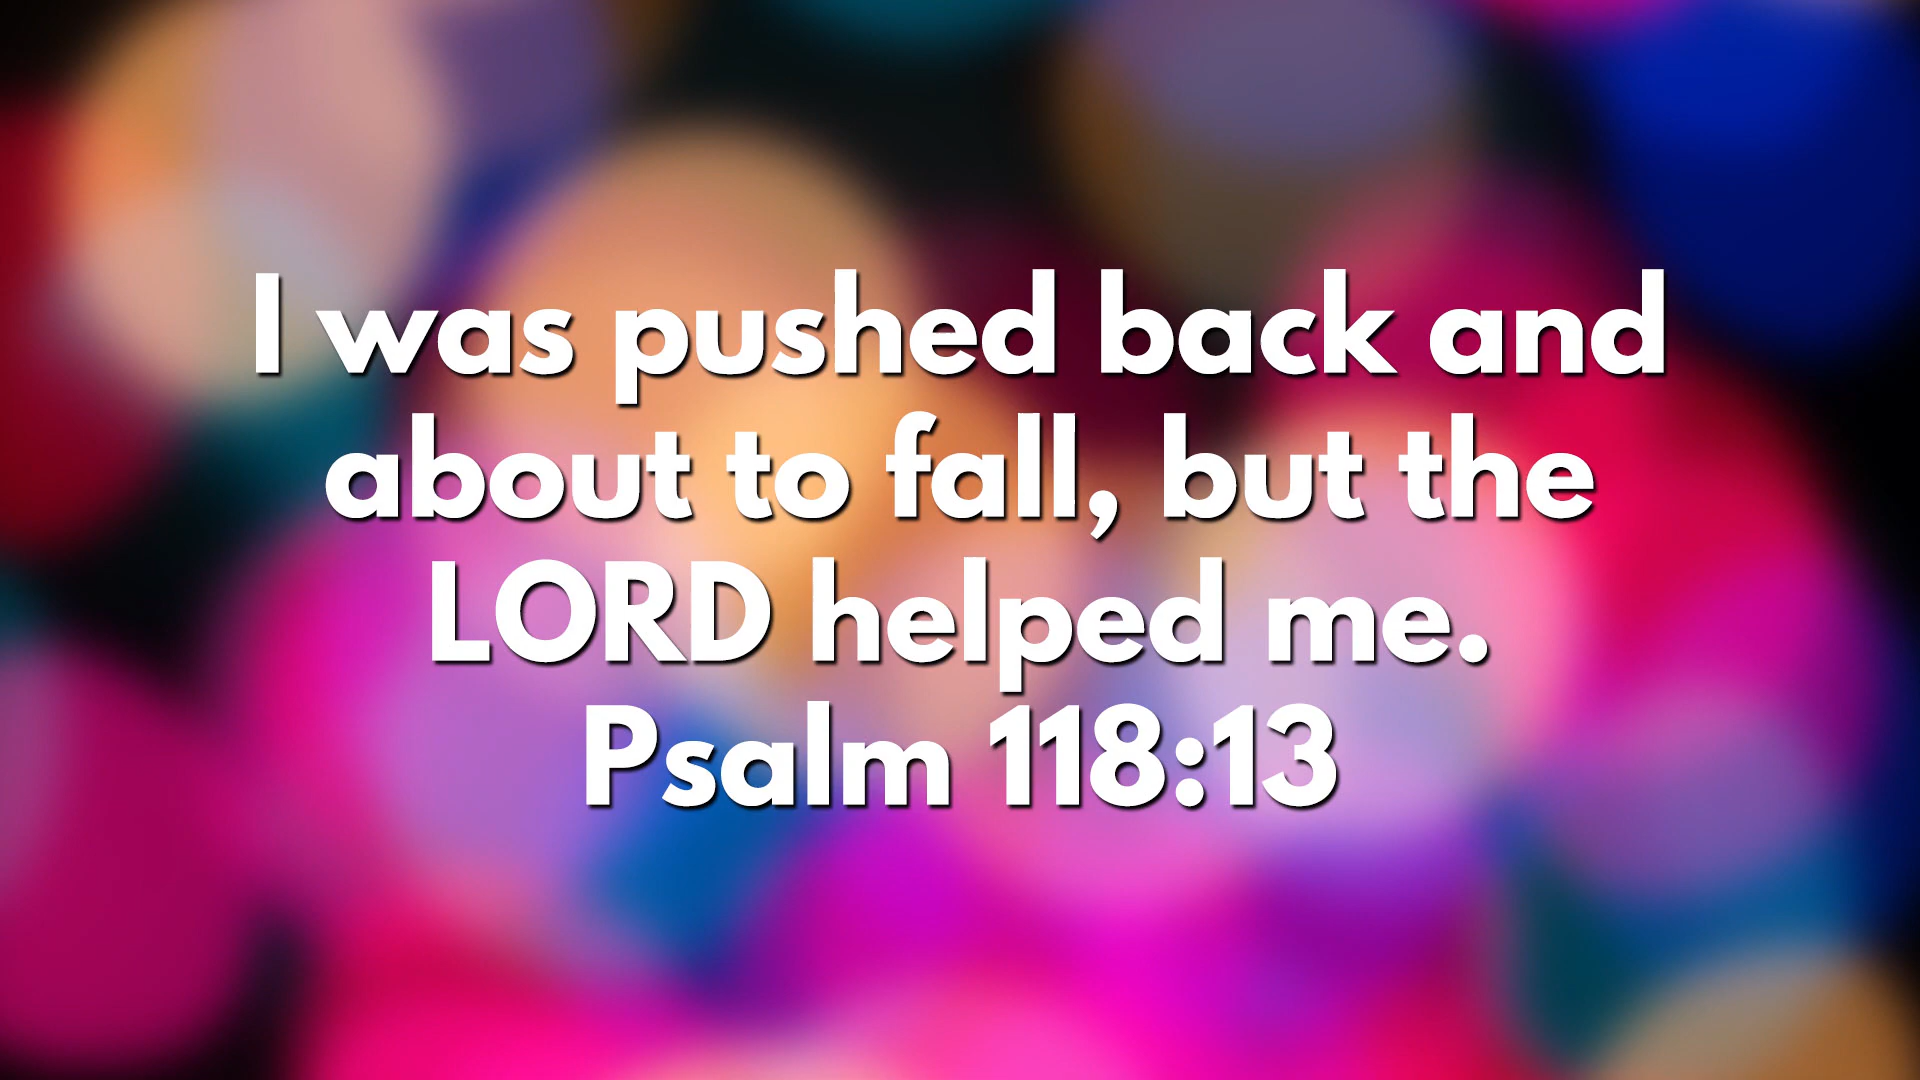 I was pushed back and
about to fall, but the
LORD helped me.
Psalm 118:13